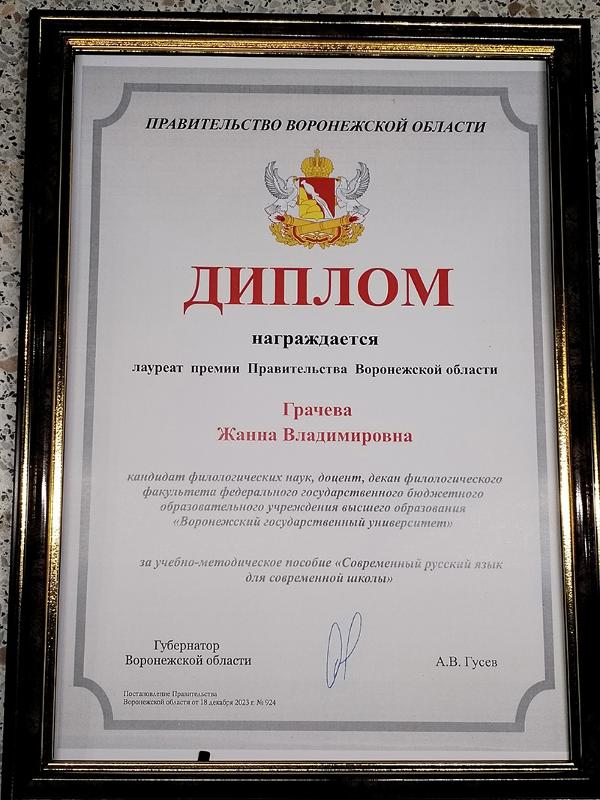 ПРАВИТЕЛЬСТВО ВОРОНЕЖСКОЙ ОБЛАСТИ
ДИПЛОМ
награждается
лауреат премии Правительства Воронежской области
Грачева
Жанна Владимировна
кандидат филологических наук, доцент, декан филологического
факультета федерального государственного бюджетного
образовательного учреждения высшего образования
«Воронежский государственный университет»
за учебно-методическое пособие «Современный русский язык
для современной школы»
Губернатор
Воронежской области
А.В. Гусев
Постановление Правительства
Воронежской области от 18 декабря 2023 г. № 924